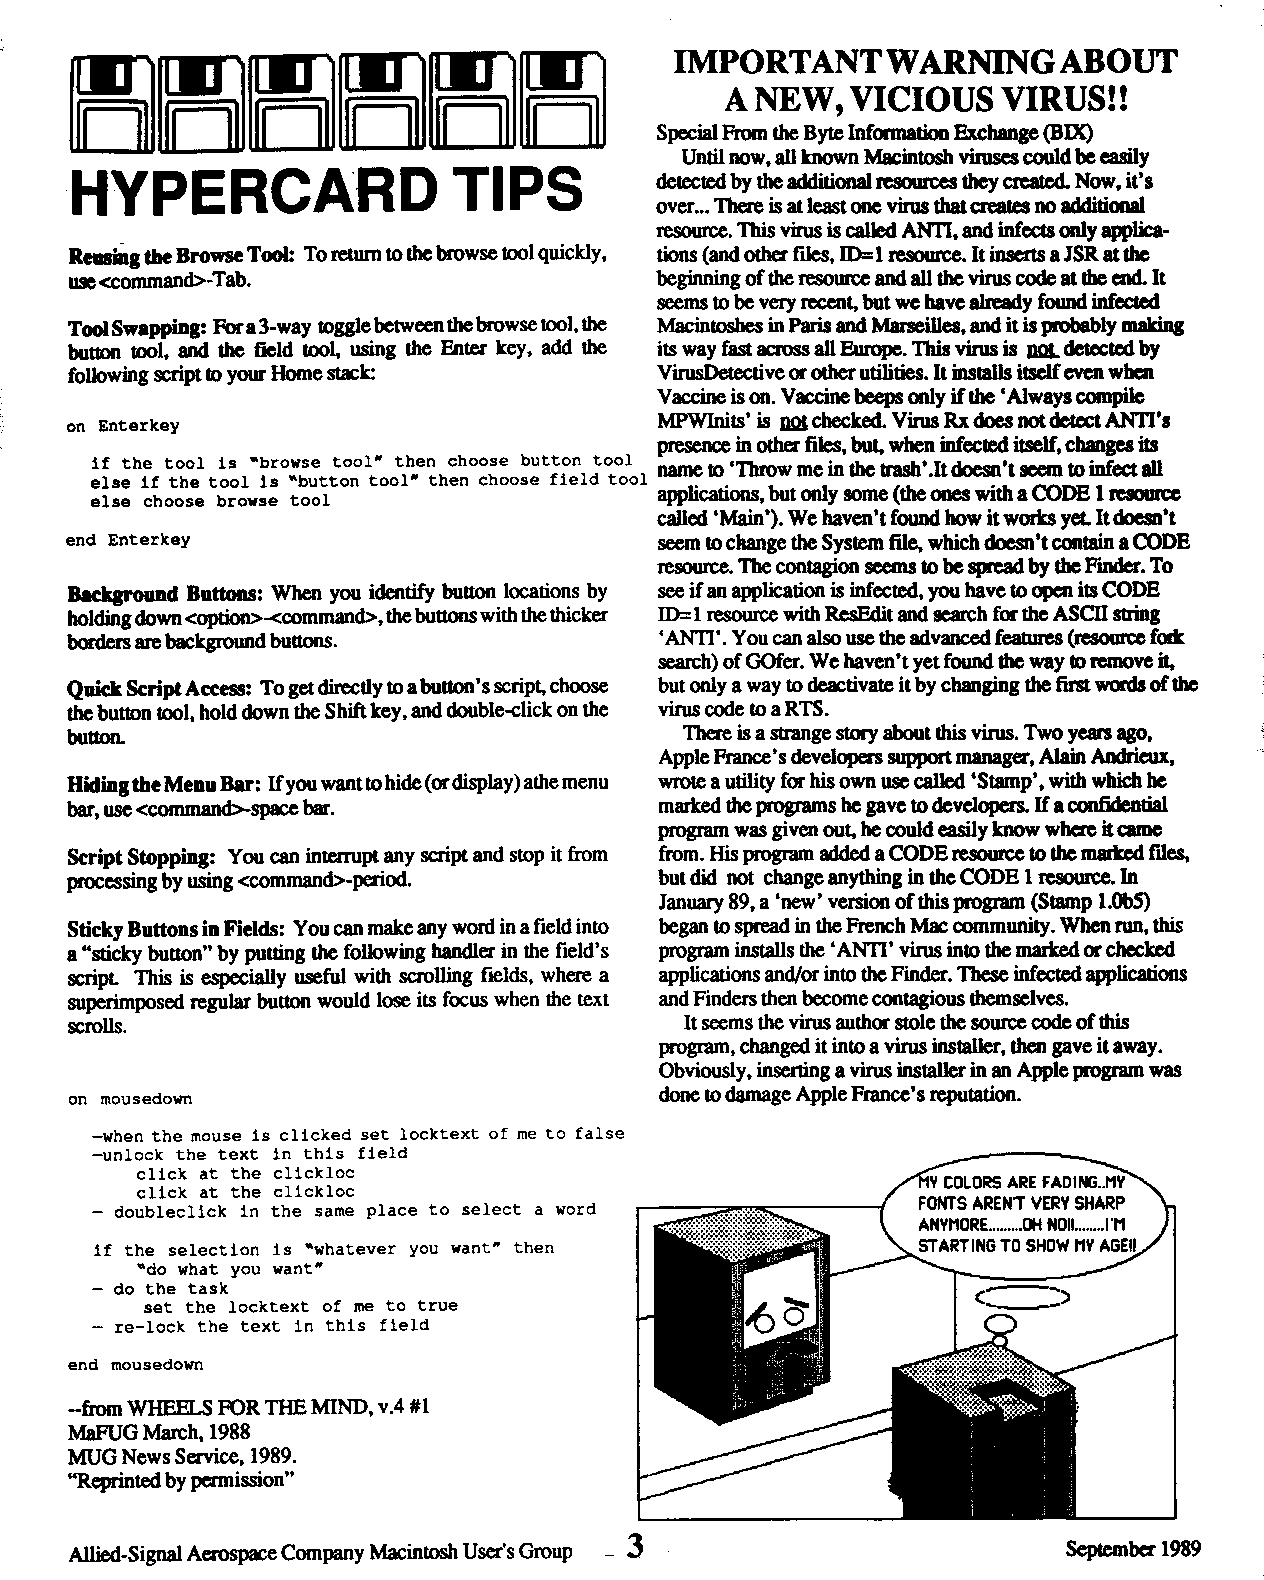 HYPERCARD TIPS
Reusing the Browse Tool: To return to the browse tool quickly,
use <command>-Tab.
Tool Swapping: For a 3-way toggle between the browse tool, the
button tool, and the field tool, using the Enter key, add the
following script to your Home stack:
on Enterkey
if the tool is "browse tool" then choose button tool
else if the tool is "button tool" then choose field tool
else choose browse tool
end Enterkey
Background Buttons: When you identify button locations by
holding down <option>-<command>, the buttons with the thicker
borders are background buttons.
Quick Script Access: To get directly to a button's script, choose
the button tool, hold down the Shift key, and double-click on the
button.
Hiding the Menu Bar: If you want to hide (or display) athe menu
bar, use <command>-space bar.
Script Stopping: You can interrupt any script and stop it from
processing by using <command>-period.
Sticky Buttons in Fields: You can make any word in a field into
a "sticky button" by putting the following handler in the field's
script. This is especially useful with scrolling fields, where a
superimposed regular button would lose its focus when the text
scrolls.
on mousedown
—when the mouse is clicked set locktext of me to false
—unlock the text in this field
click at the clickloc
click at the clickloc
— doubleclick in the same place to select a word
if the selection is "whatever you want" then
"do what you want"
— do the task
set the locktext of me to true
— re-lock the text in this field
end mousedown
--from WHEELS FOR THE MIND, v.4 #1
MaFUG March, 1988
MUG News Service, 1989.
"Reprinted by permission"
IMPORTANT WARNING ABOUT
A NEW, VICIOUS VIRUS!!
Special From the Byte Information Exchange (BIX)
Until now, all known Macintosh viruses could be easily
detected by the additional resources they created. Now, it's
over... There is at least one virus that creates no additional
resource. This virus is called ANTI, and infects only applica-
tions (and other files, ID=1 resource. It inserts a JSR at the
beginning of the resource and all the virus code at the end. It
seems to be very recent, but we have already found infected
Macintoshes in Paris and Marseilles, and it is probably making
its way fast across all Europe. This virus is not detected by
VirusDetective or other utilities. It installs itself even when
Vaccine is on. Vaccine beeps only if the 'Always compile
MPWInits' is not checked. Virus Rx does not detect ANTI's
presence in other files, but, when infected itself, changes its
name to 'Throw me in the trash'.It doesn't seem to infect all
applications, but only some (the ones with a CODE 1 resource
called 'Main'). We haven't found how it works yet. It doesn't
seem to change the System file, which doesn't contain a CODE
resource. The contagion seems to be spread by the Finder. To
see if an application is infected, you have to open its CODE
ID=1 resource with ResEdit and search for the ASCII string
'ANTI'. You can also use the advanced features (resource fork
search) of GOfer. We haven't yet found the way to remove it,
but only a way to deactivate it by changing the first words of the
virus code to a RTS.
There is a strange story about this virus. Two years ago,
Apple France's developers support manager, Alain Andrieux,
wrote a utility for his own use called 'Stamp', with which he
marked the programs he gave to developers. If a confidential
program was given out, he could easily know where it came
from. His program added a CODE resource to the marked files,
but did not change anything in the CODE 1 resource. In
January 89, a 'new' version of this program (Stamp 1.0b5)
began to spread in the French Mac community. When run, this
program installs the 'ANTI' virus into the marked or checked
applications and/or into the Finder. These infected applications
and Finders then become contagious themselves.
It seems the virus author stole the source code of this
program, changed it into a virus installer, then gave it away.
Obviously, inserting a virus installer in an Apple program was
done to damage Apple France's reputation.
MY COLORS ARE FADING..MY
FONTS AREN'T VERY SHARP
ANYMORE.........OH NO!!........I'M
STARTING TO SHOW MY AGE!!
Allied-Signal Aerospace Company Macintosh User's Group – 3 September 1989